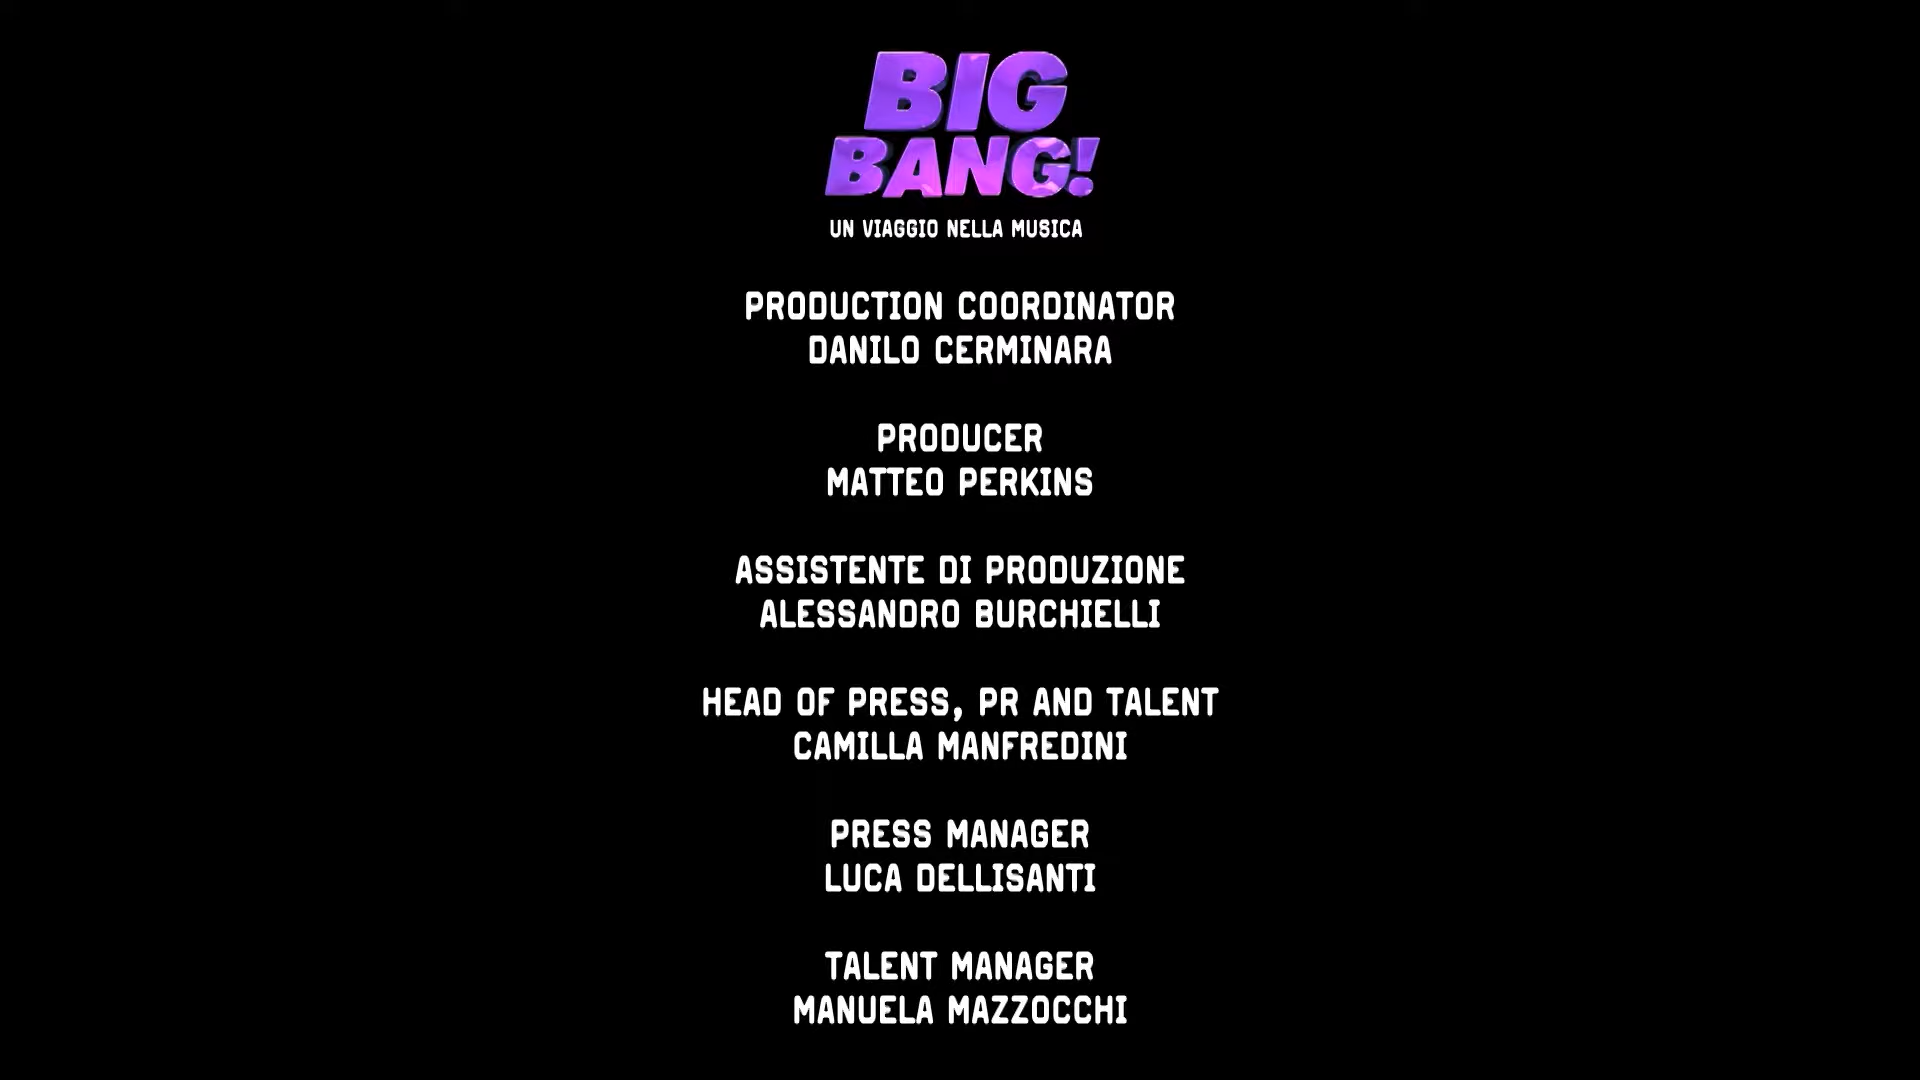 BIG
BANG!
UN VIAGGIO NELLA MUSICA
PRODUCTION COORDINATOR
DANILO CERMINARA
PRODUCER
MATTEO PERKINS
ASSISTENTE DI PRODUZIONE
ALESSANDRO BURCHIELLI
HEAD OF PRESS, PR AND TALENT
CAMILLA MANFREDINI
PRESS MANAGER
LUCA DELLISANTI
TALENT MANAGER
MANUELA MAZZOCCHI